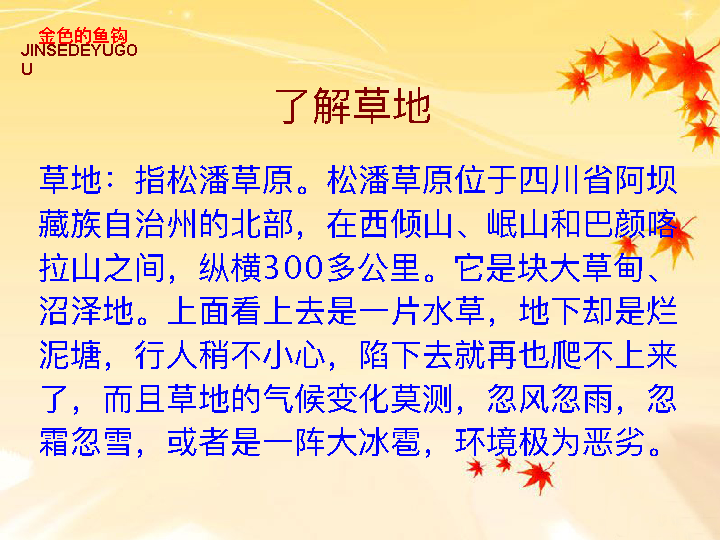 金色的鱼钩
JINSEDEYUGO
U
了解草地
草地：指松潘草原。松潘草原位于四川省阿坝
藏族自治州的北部，在西倾山、岷山和巴颜喀
拉山之间，纵横300多公里。它是块大草甸、
沼泽地。上面看上去是一片水草，地下却是烂
泥塘，行人稍不小心，陷下去就再也爬不上来
了，而且草地的气候变化莫测，忽风忽雨，忽
霜忽雪，或者是一阵大冰雹，环境极为恶劣。